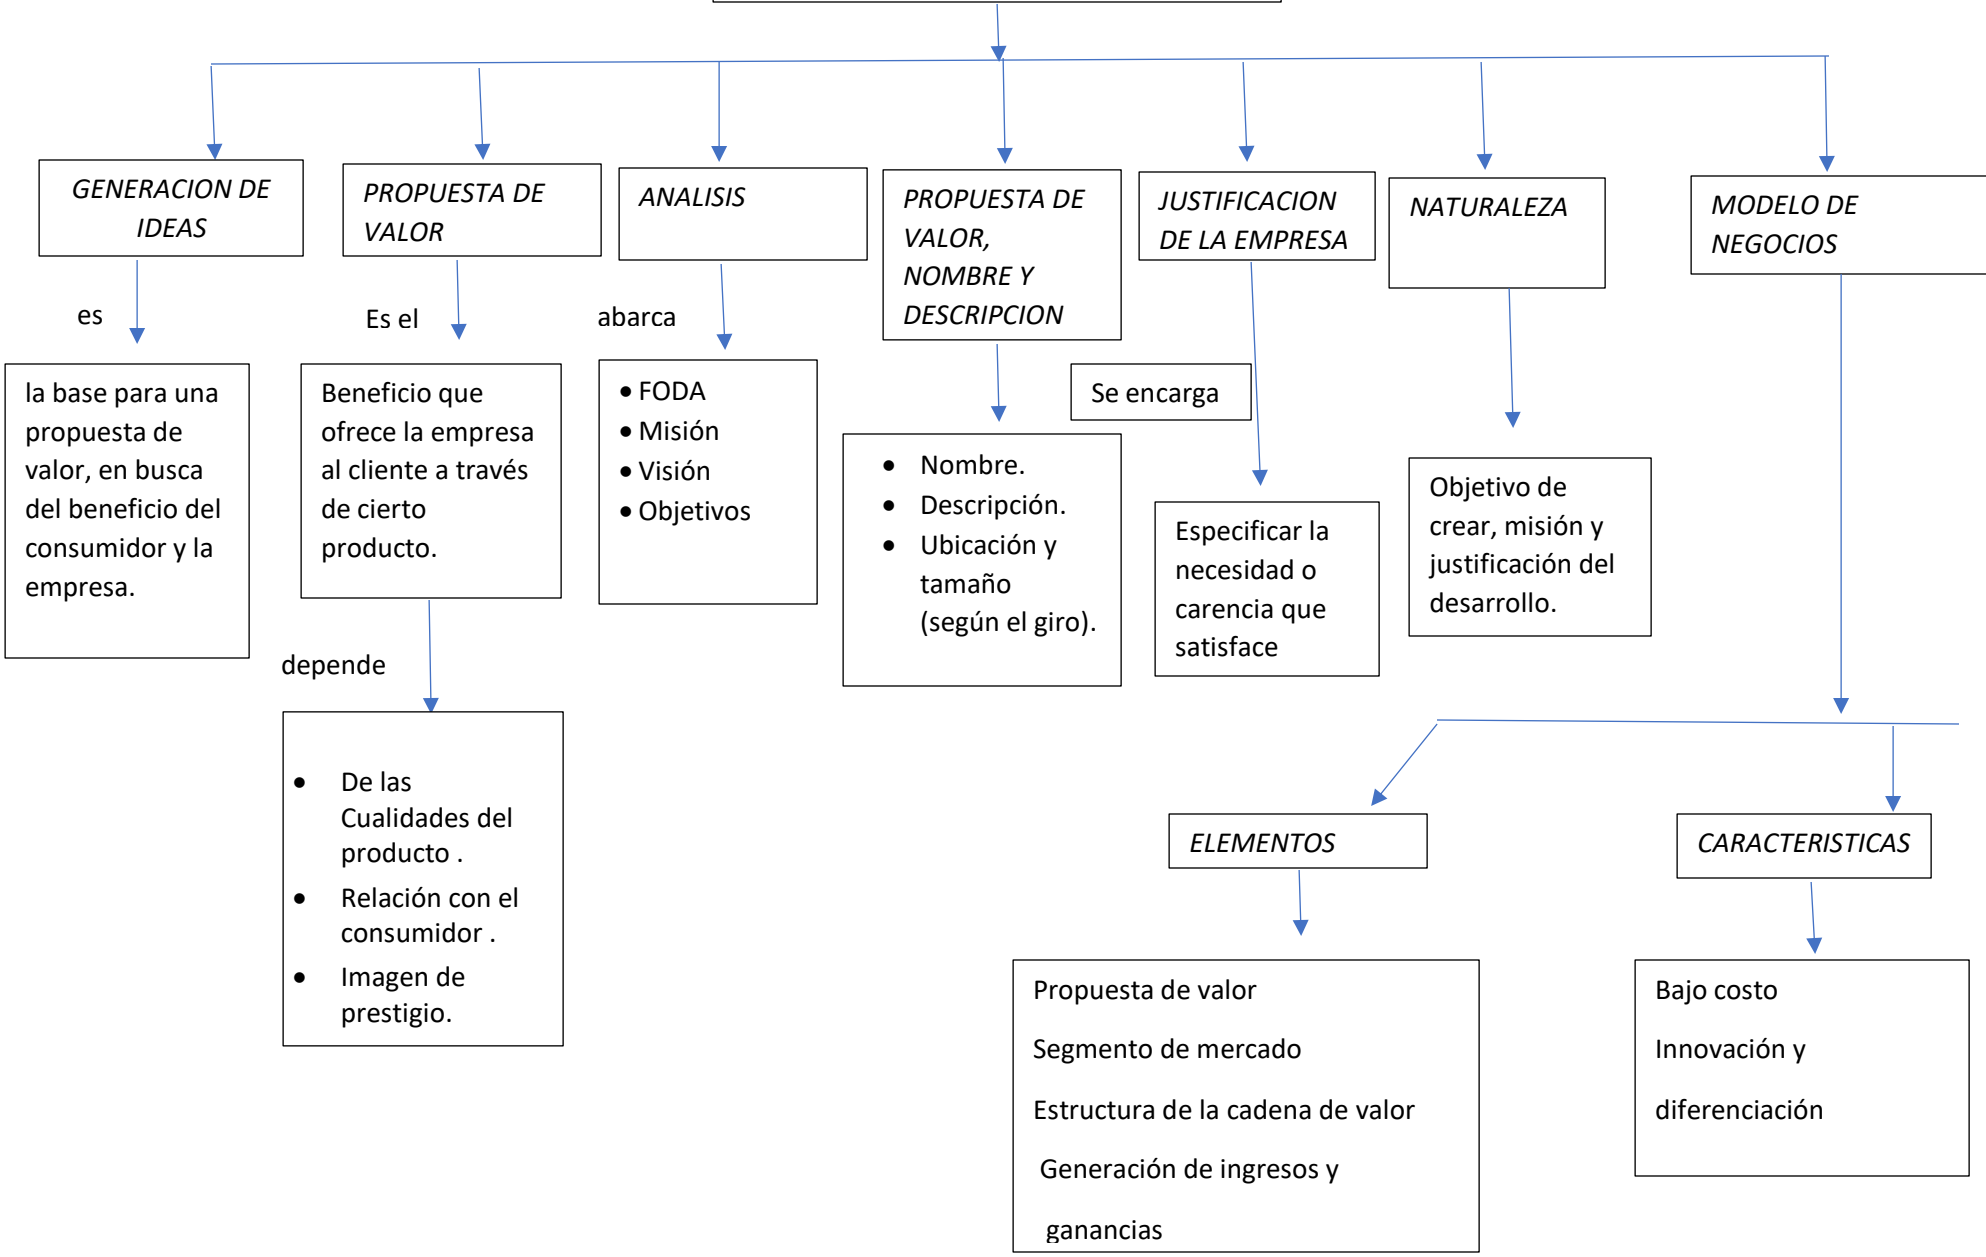 GENERACION DE
IDEAS
PROPUESTA DE
VALOR
ANALISIS
PROPUESTA DE
VALOR,
NOMBRE Y
DESCRIPCION
JUSTIFICACION
DE LA EMPRESA
NATURALEZA
MODELO DE
NEGOCIOS
es
Es el
abarca
Se encarga
la base para una
propuesta de
valor, en busca
del beneficio del
consumidor y la
empresa.
Beneficio que
ofrece la empresa
al cliente a través
de cierto
producto.
• FODA
• Misión
• Visión
• Objetivos
• Nombre.
• Descripción.
• Ubicación y
tamaño
(según el giro).
Especificar la
necesidad o
carencia que
satisface
Objetivo de
crear, misión y
justificación del
desarrollo.
depende
• De las
Cualidades del
producto .
• Relación con el
consumidor .
• Imagen de
prestigio.
ELEMENTOS
CARACTERISTICAS
Propuesta de valor
Segmento de mercado
Estructura de la cadena de valor
Generación de ingresos y
ganancias
Bajo costo
Innovación y
diferenciación